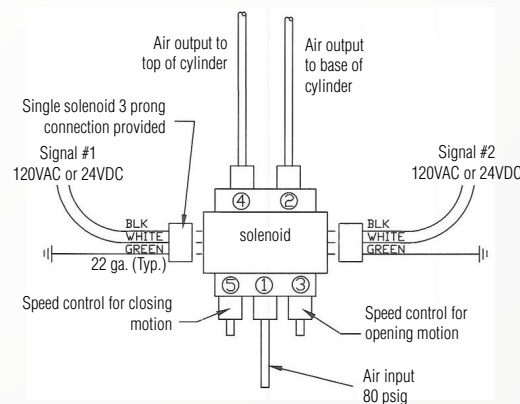 Air output to
top of cylinder
Air output
to base of
cylinder
Single solenoid 3 prong
connection provided
Signal #1
120VAC or 24VDC
Signal #2
120VAC or 24VDC
④
②
BLK
WHITE
GREEN
22 ga. (Typ.)
solenoid
BLK
WHITE
GREEN
⑤
①
③
Speed control for closing
motion
Speed control for
opening motion
Air input
80 psig